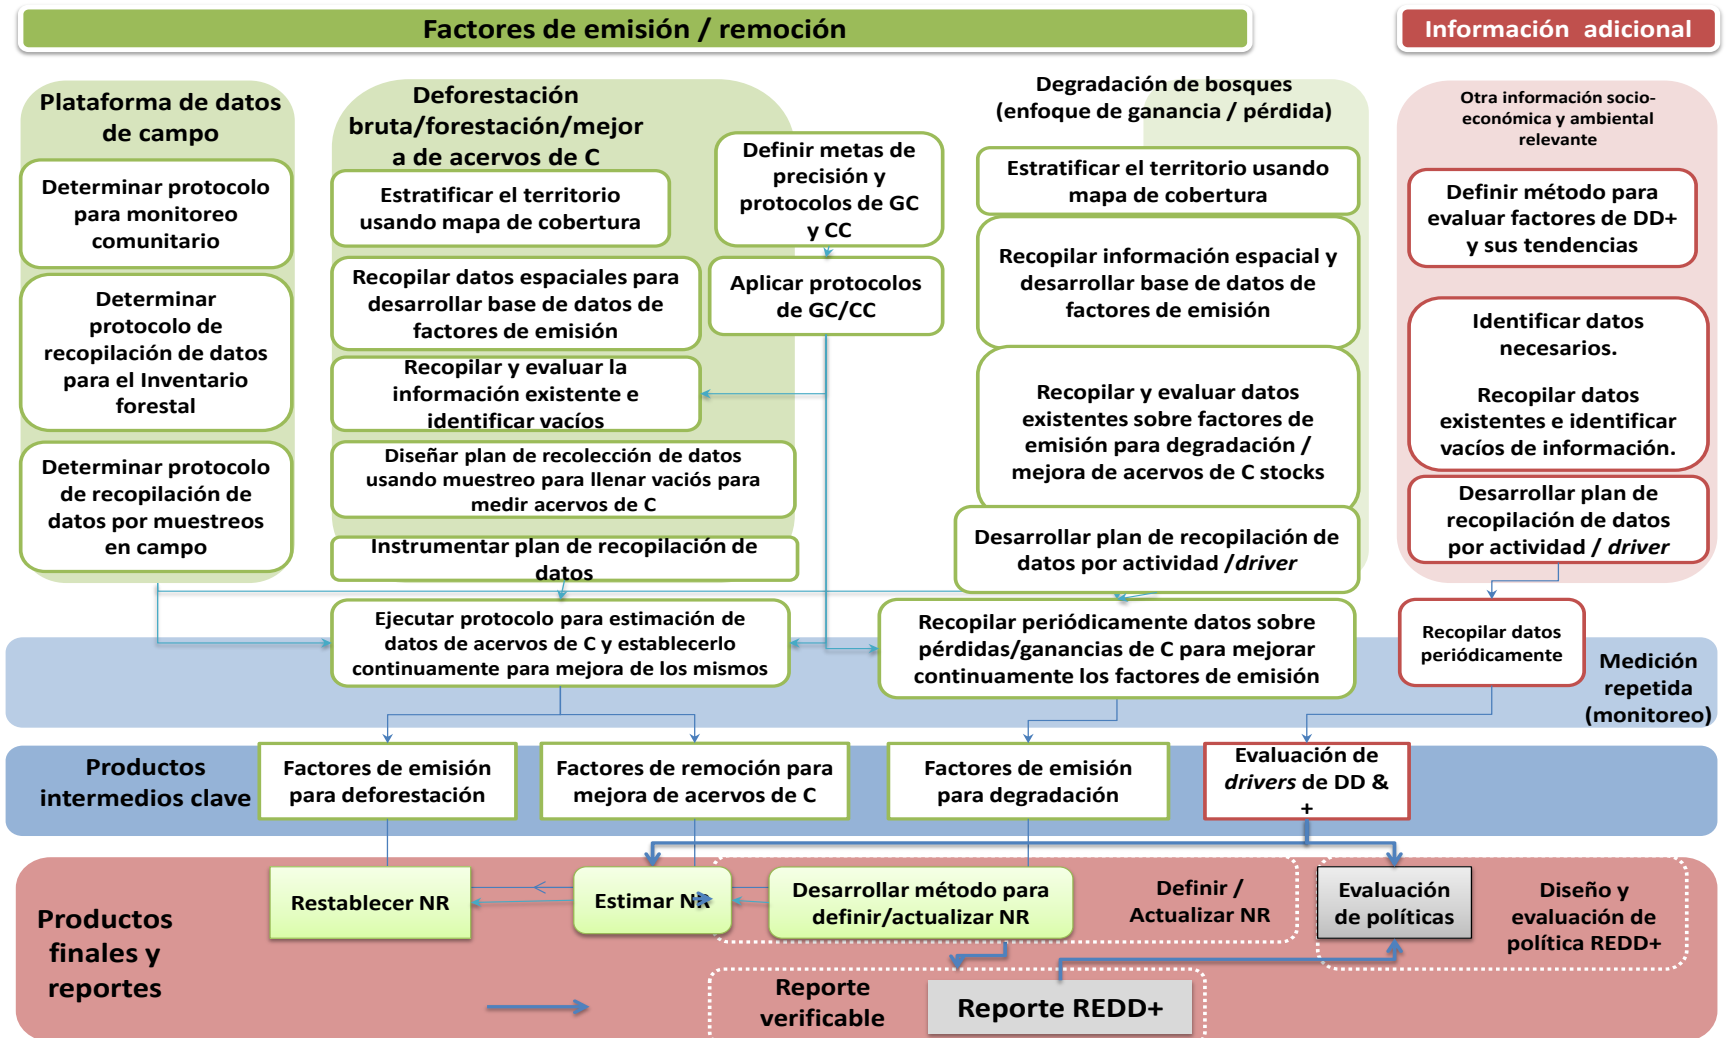 Factores de emisión / remoción
Información  adicional
Plataforma de datos
de campo
Determinar protocolo
para monitoreo
comunitario
Determinar
protocolo de
recopilación de datos
para el Inventario
forestal
Determinar protocolo
de recopilación de
datos por muestreos
en campo
Deforestación
bruta/forestación/mejor
a de acervos de C
Estratificar el territorio
usando mapa de cobertura
Recopilar datos espaciales para
desarrollar base de datos de
factores de emisión
Recopilar y evaluar la
información existente e
identificar vacíos
Diseñar plan de recolección de datos
usando muestreo para llenar vaciós para
medir acervos de C
Instrumentar plan de recopilación de
datos
Definir metas de
precisión y
protocolos de GC
y CC
Aplicar protocolos
de GC/CC
Degradación de bosques
(enfoque de ganancia / pérdida)
Estratificar el territorio usando
mapa de cobertura
Recopilar información espacial y
desarrollar base de datos de
factores de emisión
Recopilar y evaluar datos
existentes sobre factores de
emisión para degradación /
mejora de acervos de C stocks
Desarrollar plan de recopilación de
datos por actividad /driver
Otra información socio-
económica y ambiental
relevante
Definir método para
evaluar factores de DD+
y sus tendencias
Identificar datos
necesarios.
Recopilar datos
existentes e identificar
vacíos de información.
Desarrollar plan de
recopilación de datos
por actividad / driver
Ejecutar protocolo para estimación de
datos de acervos de C y establecerlo
continuamente para mejora de los mismos
Recopilar periódicamente datos sobre
pérdidas/ganancias de C para mejorar
continuamente los factores de emisión
Recopilar datos
periódicamente
Medición
repetida
(monitoreo)
Productos
intermedios clave
Factores de emisión
para deforestación
Factores de remoción para
mejora de acervos de C
Factores de emisión
para degradación
Evaluación de
drivers de DD &
+
Productos
finales y
reportes
Restablecer NR
Estimar NR
Desarrollar método para
definir/actualizar NR
Definir /
Actualizar NR
Evaluación
de políticas
Diseño y
evaluación de
política REDD+
Reporte
verificable
Reporte REDD+